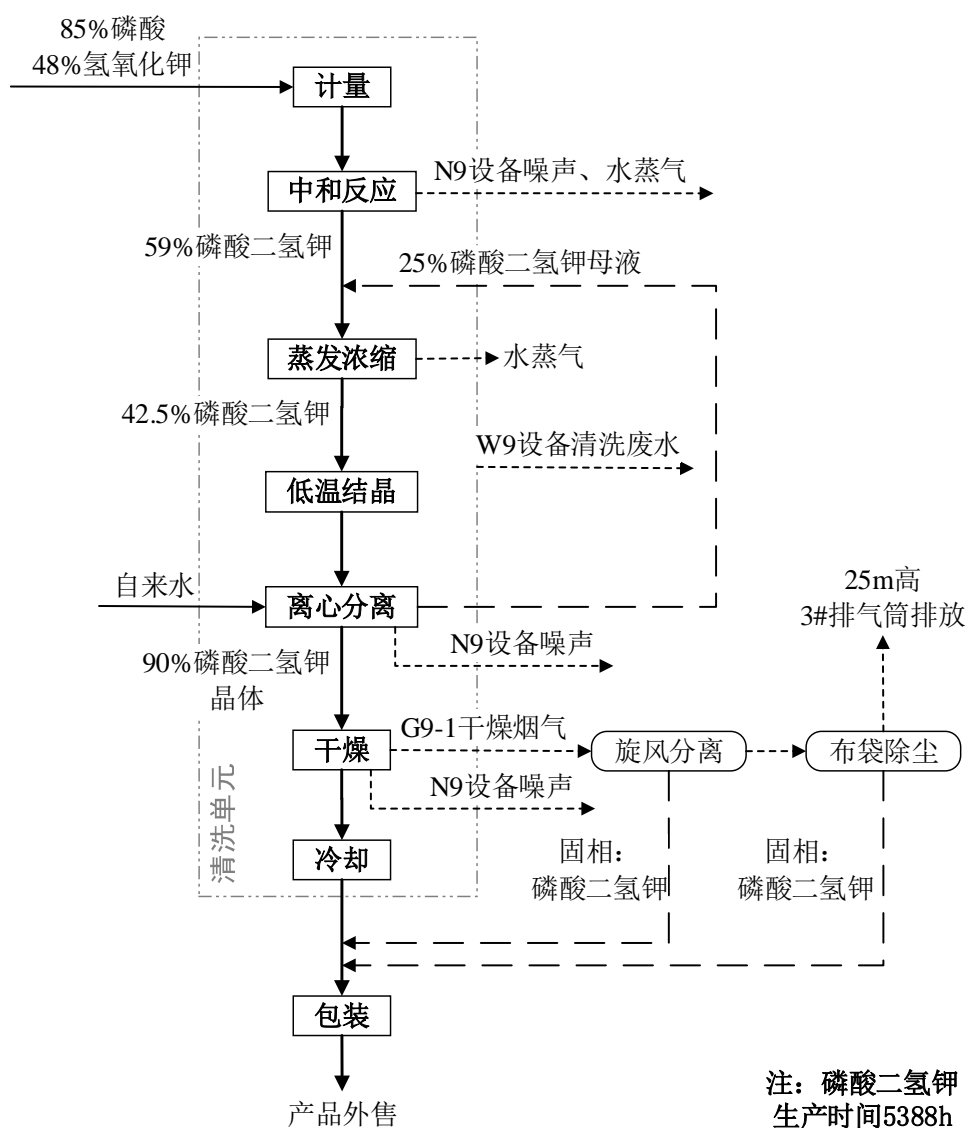 85%磷酸
48%氢氧化钾
计量
中和反应
N9设备噪声、水蒸气
59%磷酸二氢钾
25%磷酸二氢钾母液
蒸发浓缩
水蒸气
42.5%磷酸二氢钾
W9设备清洗废水
低温结晶
自来水
离心分离
25m高
3#排气筒排放
N9设备噪声
90%磷酸二氢钾
晶体
干燥
G9-1干燥烟气
旋风分离
布袋除尘
N9设备噪声
清洗单元
冷却
固相：
磷酸二氢钾
固相：
磷酸二氢钾
包装
产品外售
注：磷酸二氢钾
生产时间5388h